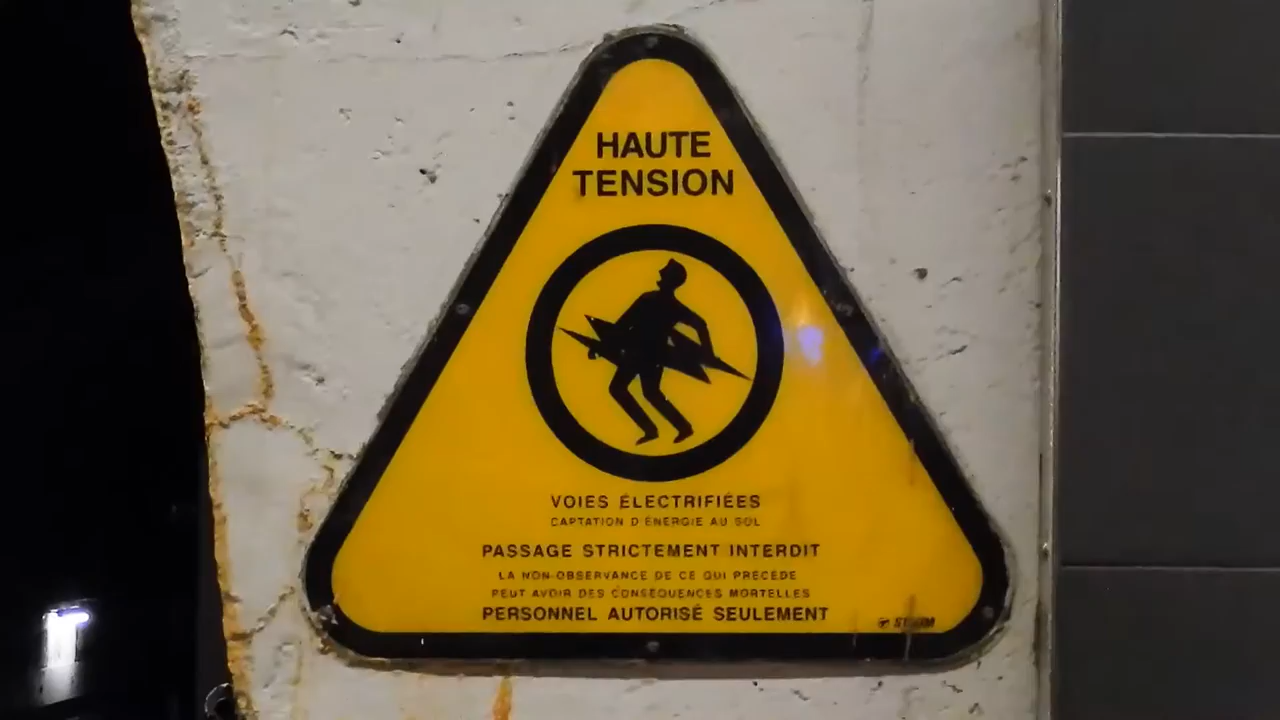 HAUTE
TENSION
VOIES ÉLECTRIFIÉES
CAPTATION D'ÉNERGIE AU SOL
PASSAGE STRICTEMENT INTERDIT
LA NON-OBSERVANCE DE CE QUI PRÉCÈDE
PEUT AVOIR DES CONSÉQUENCES MORTELLES
PERSONNEL AUTORISÉ SEULEMENT